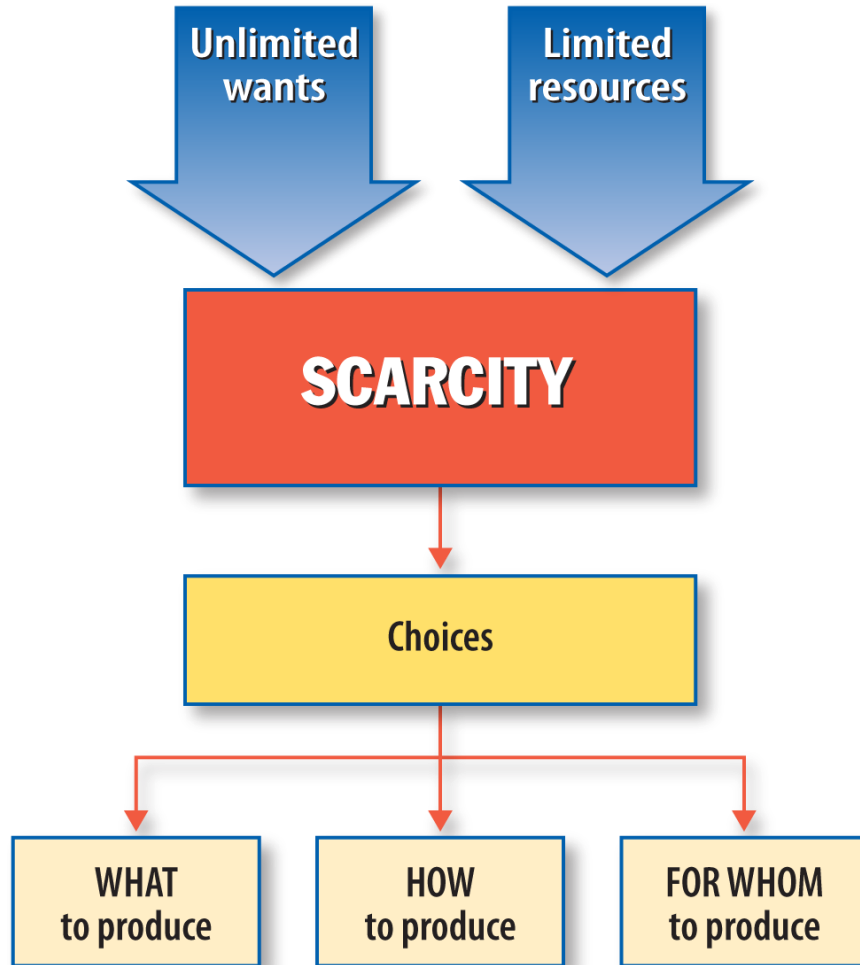 Unlimited
wants
Limited
resources
SCARCITY
Choices
WHAT
to produce
HOW
to produce
FOR WHOM
to produce